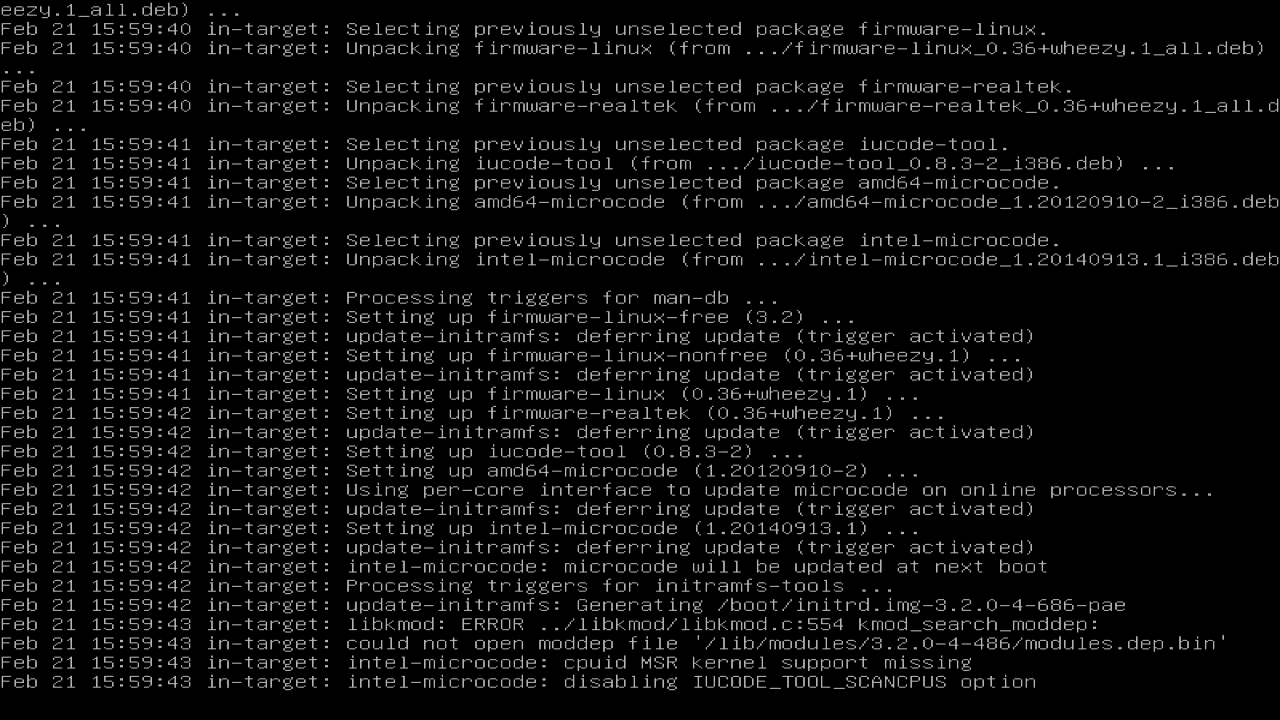 eezy.1_all.deb) ...
Feb 21 15:59:40 in-target: Selecting previously unselected package firmware-linux.
Feb 21 15:59:40 in-target: Unpacking firmware-linux (from .../firmware-linux_0.36+wheezy.1_all.deb)
...
Feb 21 15:59:40 in-target: Selecting previously unselected package firmware-realtek.
Feb 21 15:59:40 in-target: Unpacking firmware-realtek (from .../firmware-realtek_0.36+wheezy.1_all.d
eb) ...
Feb 21 15:59:41 in-target: Selecting previously unselected package iucode-tool.
Feb 21 15:59:41 in-target: Unpacking iucode-tool (from .../iucode-tool_0.8.3-2_i386.deb) ...
Feb 21 15:59:41 in-target: Selecting previously unselected package amd64-microcode.
Feb 21 15:59:41 in-target: Unpacking amd64-microcode (from .../amd64-microcode_1.20120910-2_i386.deb
) ...
Feb 21 15:59:41 in-target: Selecting previously unselected package intel-microcode.
Feb 21 15:59:41 in-target: Unpacking intel-microcode (from .../intel-microcode_1.20140913.1_i386.deb
) ...
Feb 21 15:59:41 in-target: Processing triggers for man-db ...
Feb 21 15:59:41 in-target: Setting up firmware-linux-free (3.2) ...
Feb 21 15:59:41 in-target: update-initramfs: deferring update (trigger activated)
Feb 21 15:59:41 in-target: Setting up firmware-linux-nonfree (0.36+wheezy.1) ...
Feb 21 15:59:41 in-target: update-initramfs: deferring update (trigger activated)
Feb 21 15:59:41 in-target: Setting up firmware-linux (0.36+wheezy.1) ...
Feb 21 15:59:42 in-target: Setting up firmware-realtek (0.36+wheezy.1) ...
Feb 21 15:59:42 in-target: update-initramfs: deferring update (trigger activated)
Feb 21 15:59:42 in-target: Setting up iucode-tool (0.8.3-2) ...
Feb 21 15:59:42 in-target: Setting up amd64-microcode (1.20120910-2) ...
Feb 21 15:59:42 in-target: Using per-core interface to update microcode on online processors...
Feb 21 15:59:42 in-target: update-initramfs: deferring update (trigger activated)
Feb 21 15:59:42 in-target: Setting up intel-microcode (1.20140913.1) ...
Feb 21 15:59:42 in-target: update-initramfs: deferring update (trigger activated)
Feb 21 15:59:42 in-target: intel-microcode: microcode will be updated at next boot
Feb 21 15:59:42 in-target: Processing triggers for initramfs-tools ...
Feb 21 15:59:42 in-target: update-initramfs: Generating /boot/initrd.img-3.2.0-4-686-pae
Feb 21 15:59:43 in-target: libkmod: ERROR ../libkmod/libkmod.c:554 kmod_search_moddep:
Feb 21 15:59:43 in-target: could not open moddep file '/lib/modules/3.2.0-4-486/modules.dep.bin'
Feb 21 15:59:43 in-target: intel-microcode: cpuid MSR kernel support missing
Feb 21 15:59:43 in-target: intel-microcode: disabling IUCODE_TOOL_SCANCPUS option